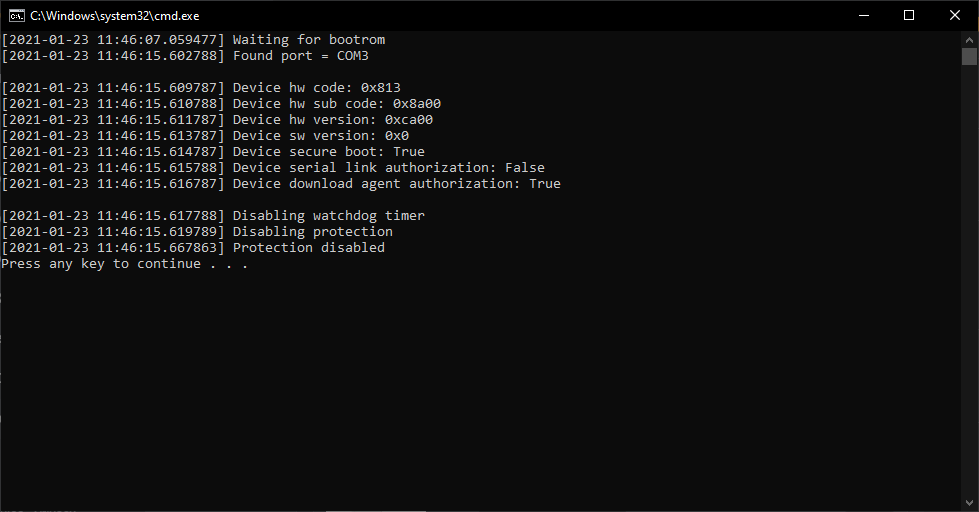 C:\Windows\system32\cmd.exe
[2021-01-23 11:46:07.059477] Waiting for bootrom
[2021-01-23 11:46:15.602788] Found port = COM3
[2021-01-23 11:46:15.609787] Device hw code: 0x813
[2021-01-23 11:46:15.610788] Device hw sub code: 0x8a00
[2021-01-23 11:46:15.611787] Device hw version: 0xca00
[2021-01-23 11:46:15.613787] Device sw version: 0x0
[2021-01-23 11:46:15.614787] Device secure boot: True
[2021-01-23 11:46:15.615788] Device serial link authorization: False
[2021-01-23 11:46:15.616787] Device download agent authorization: True
[2021-01-23 11:46:15.617788] Disabling watchdog timer
[2021-01-23 11:46:15.619789] Disabling protection
[2021-01-23 11:46:15.667863] Protection disabled
Press any key to continue . . .